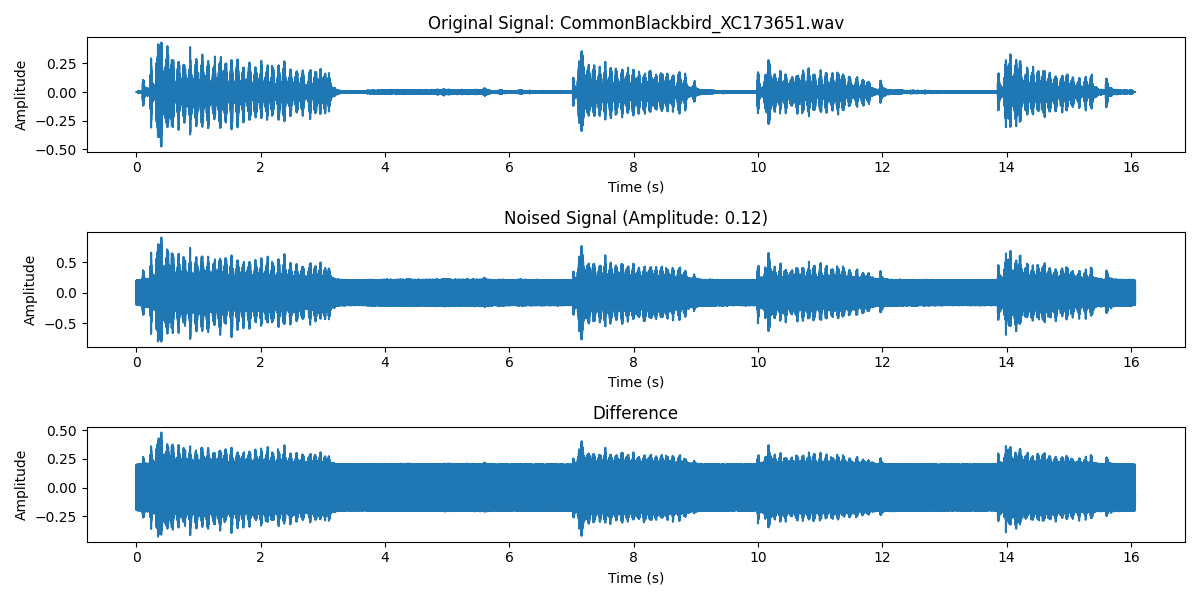 Original Signal: CommonBlackbird_XC173651.wav
Amplitude
0.25
0.00
−0.25
−0.50
0 2 4 6 8 10 12 14 16
Time (s)
Noised Signal (Amplitude: 0.12)
Amplitude
0.5
0.0
−0.5
0 2 4 6 8 10 12 14 16
Time (s)
Difference
Amplitude
0.50
0.25
0.00
−0.25
0 2 4 6 8 10 12 14 16
Time (s)